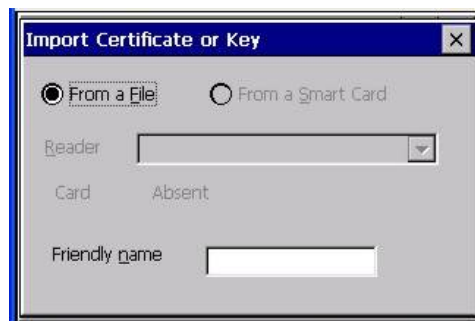 Import Certificate or Key
From a File From a Smart Card
Reader
Card Absent
Friendly name